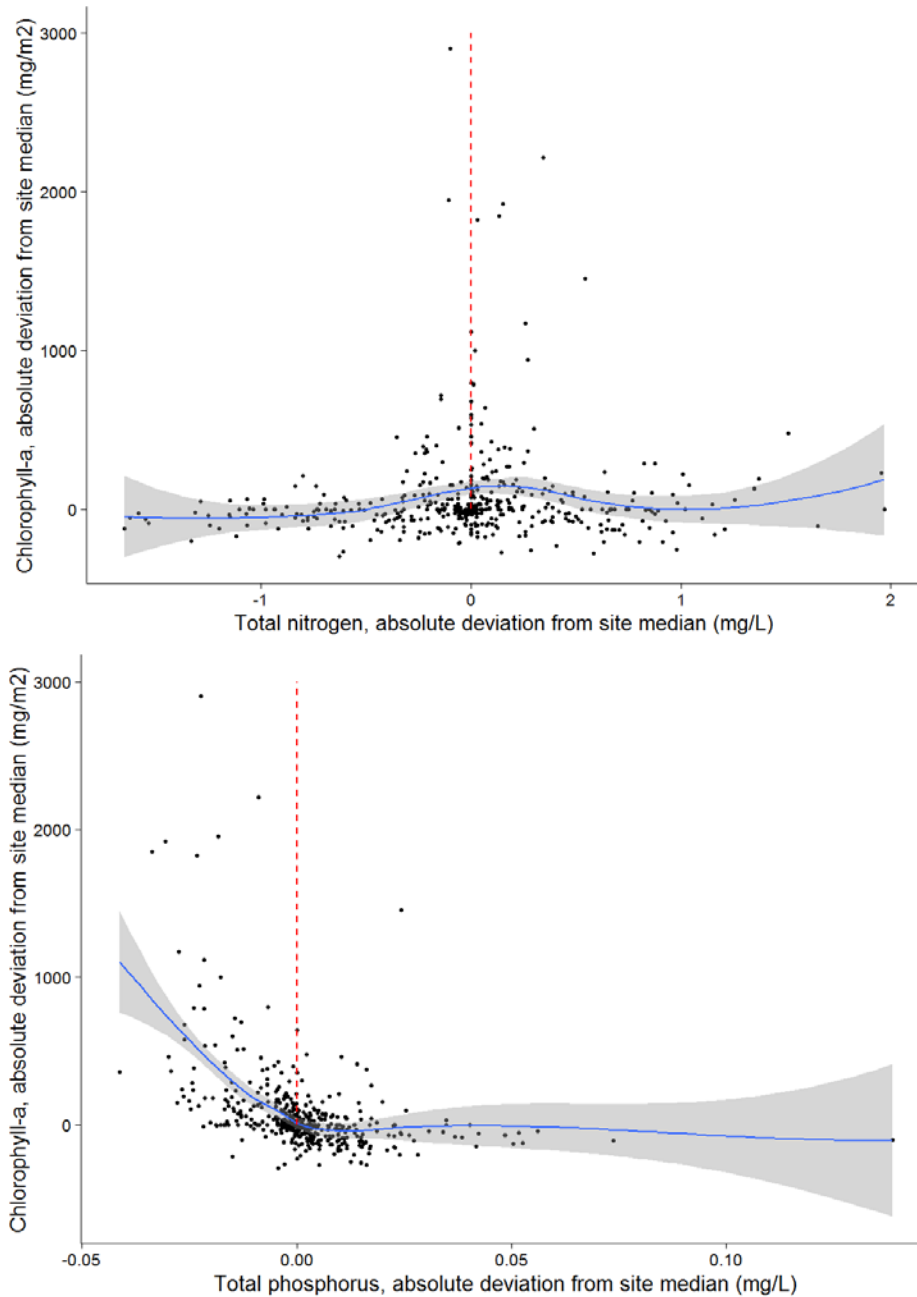 3000
2000
1000
0
Chlorophyll-a, absolute deviation from site median (mg/m2)
-1 0 1 2
Total nitrogen, absolute deviation from site median (mg/L)
3000
2000
1000
0
Chlorophyll-a, absolute deviation from site median (mg/m2)
-0.05 0.00 0.05 0.10
Total phosphorus, absolute deviation from site median (mg/L)